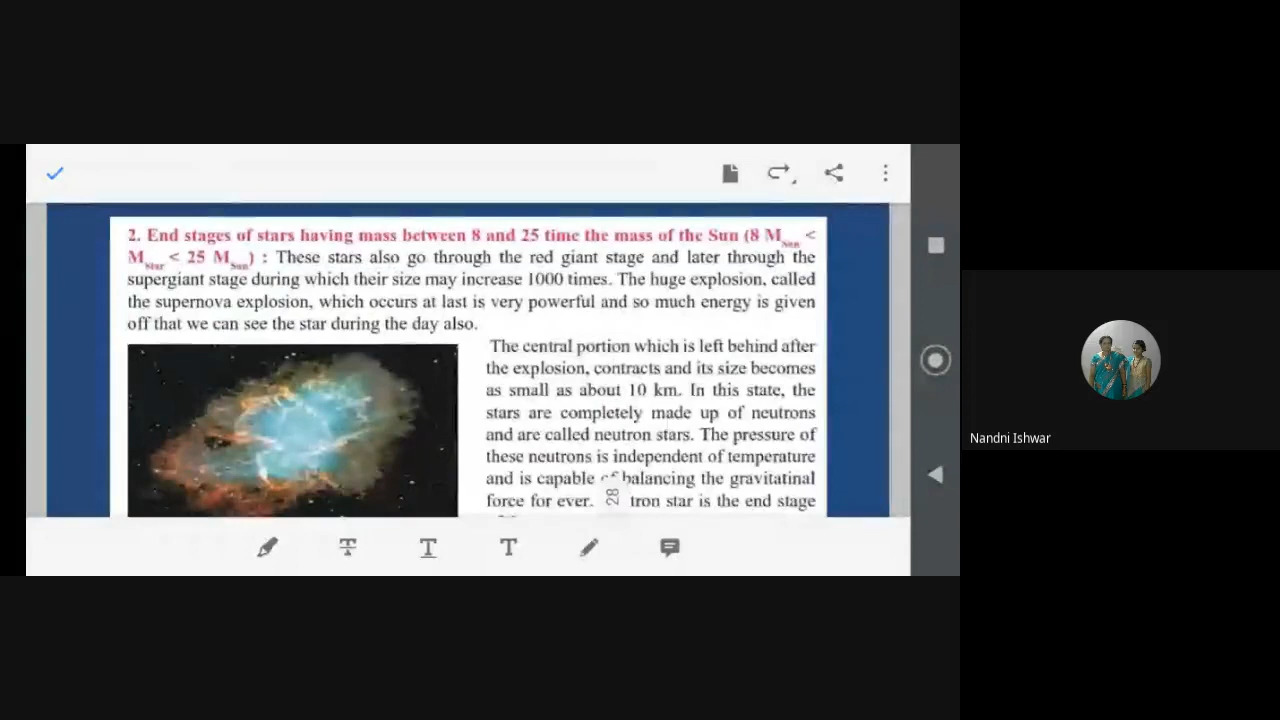 2. End stages of stars having mass between 8 and 25 time the mass of the Sun (8 M Sun <
M Star < 25 M Sun) : These stars also go through the red giant stage and later through the
supergiant stage during which their size may increase 1000 times. The huge explosion, called
the supernova explosion, which occurs at last is very powerful and so much energy is given
off that we can see the star during the day also.
The central portion which is left behind after
the explosion, contracts and its size becomes
as small as about 10 km. In this state, the
stars are completely made up of neutrons
and are called neutron stars. The pressure of
these neutrons is independent of temperature
and is capable balancing the gravitatinal
force for ever. tron star is the end stage
28
T T T
Nandni Ishwar